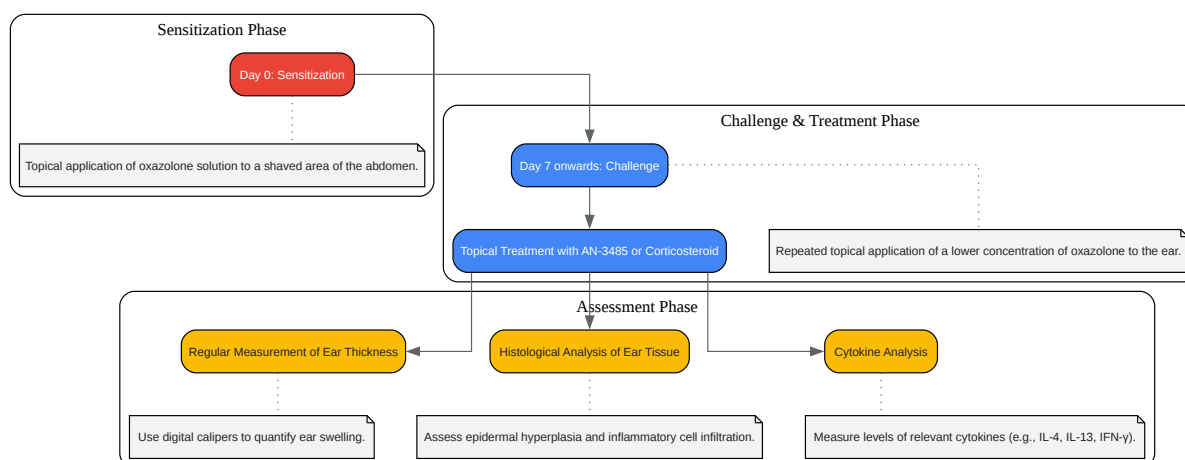 Sensitization Phase
Day 0: Sensitization
Topical application of oxazolone solution to a shaved area of the abdomen.
Challenge & Treatment Phase
Day 7 onwards: Challenge
Topical Treatment with AN-3485 or Corticosteroid
Repeated topical application of a lower concentration of oxazolone to the ear.
Assessment Phase
Regular Measurement of Ear Thickness
Histological Analysis of Ear Tissue
Cytokine Analysis
Use digital calipers to quantify ear swelling.
Assess epidermal hyperplasia and inflammatory cell infiltration.
Measure levels of relevant cytokines (e.g., IL-4, IL-13, IFN-γ).